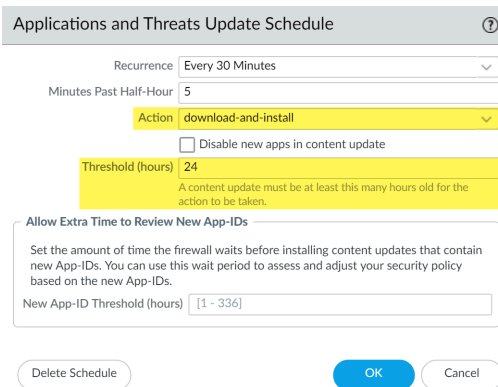 Applications and Threats Update Schedule ?
Recurrence Every 30 Minutes
Minutes Past Half-Hour 5
Action download-and-install
Disable new apps in content update
Threshold (hours) 24
A content update must be at least this many hours old for the
action to be taken.
Allow Extra Time to Review New App-IDs
Set the amount of time the firewall waits before installing content updates that contain
new App-IDs. You can use this wait period to assess and adjust your security policy
based on the new App-IDs.
New App-ID Threshold (hours) [1 - 336]
Delete Schedule OK Cancel